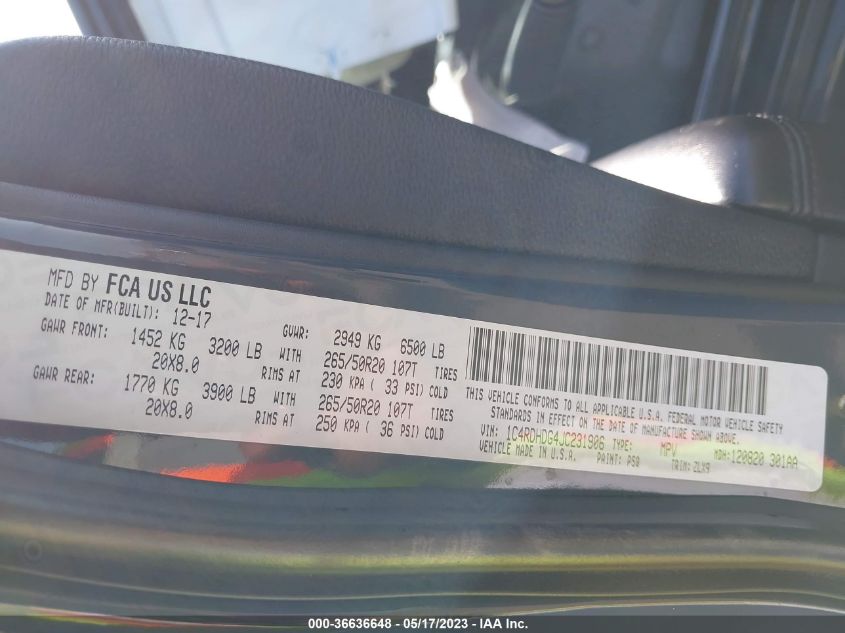 MFD BY FCA US LLC
DATE OF MFR(BUILT): 12-17 GVWR: 2949 KG 6500 LB
GAWR FRONT: 1452 KG 3200 LB WITH 265/50R20 107T TIRES
20X8.0 RIMS AT 230 KPA ( 33 PSI) COLD
GAWR REAR: 1770 KG 3900 LB WITH 265/50R20 107T TIRES
20X8.0 RIMS AT 250 KPA ( 36 PSI) COLD
THIS VEHICLE CONFORMS TO ALL APPLICABLE U.S.A. FEDERAL MOTOR VEHICLE SAFETY
STANDARDS IN EFFECT ON THE DATE OF MANUFACTURE SHOWN ABOVE.
VIN: 1C4RDHDG4JC291906 TYPE: MPV MDH:120820 301AA
VEHICLE MADE IN U.S.A. PAINT: TRIM: ZLX9
000-36636648 - 05/17/2023 - © IAA Inc.